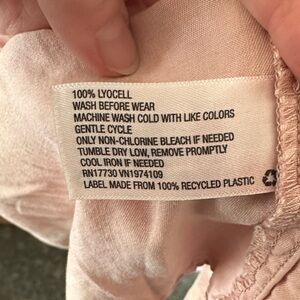 100% LYOCELL
WASH BEFORE WEAR
MACHINE WASH COLD WITH LIKE COLORS
GENTLE CYCLE
ONLY NON-CHLORINE BLEACH IF NEEDED
TUMBLE DRY LOW, REMOVE PROMPTLY
COOL IRON IF NEEDED
RN17730 VN1974109
LABEL MADE FROM 100% RECYCLED PLASTIC